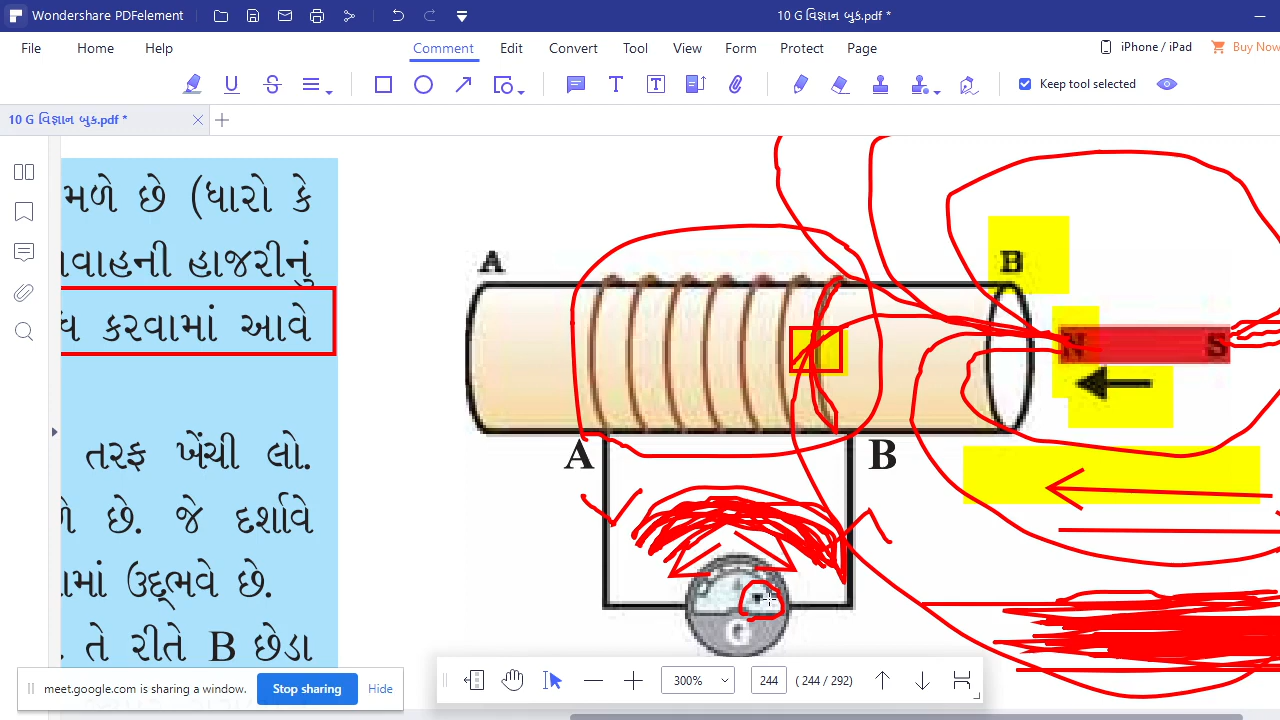 Wondershare PDFelement
10 G વિજ્ઞાન બુક.pdf *
File Home Help Comment Edit Convert Tool View Form Protect Page
iPhone / iPad
Buy Now
Keep tool selected
10 G વિજ્ઞાન બુક.pdf *
મળે છે (ધારો કે
હાજરીનું
કરવામાં આવે
તરફ ખેંચી લો.
છે. જે દર્શાવે
ઉદ્ભવે છે.
તે રીતે B છેડા
A
B
N
S
A
B
G
meet.google.com is sharing a window.
Stop sharing
Hide
300%
244
( 244 / 292)